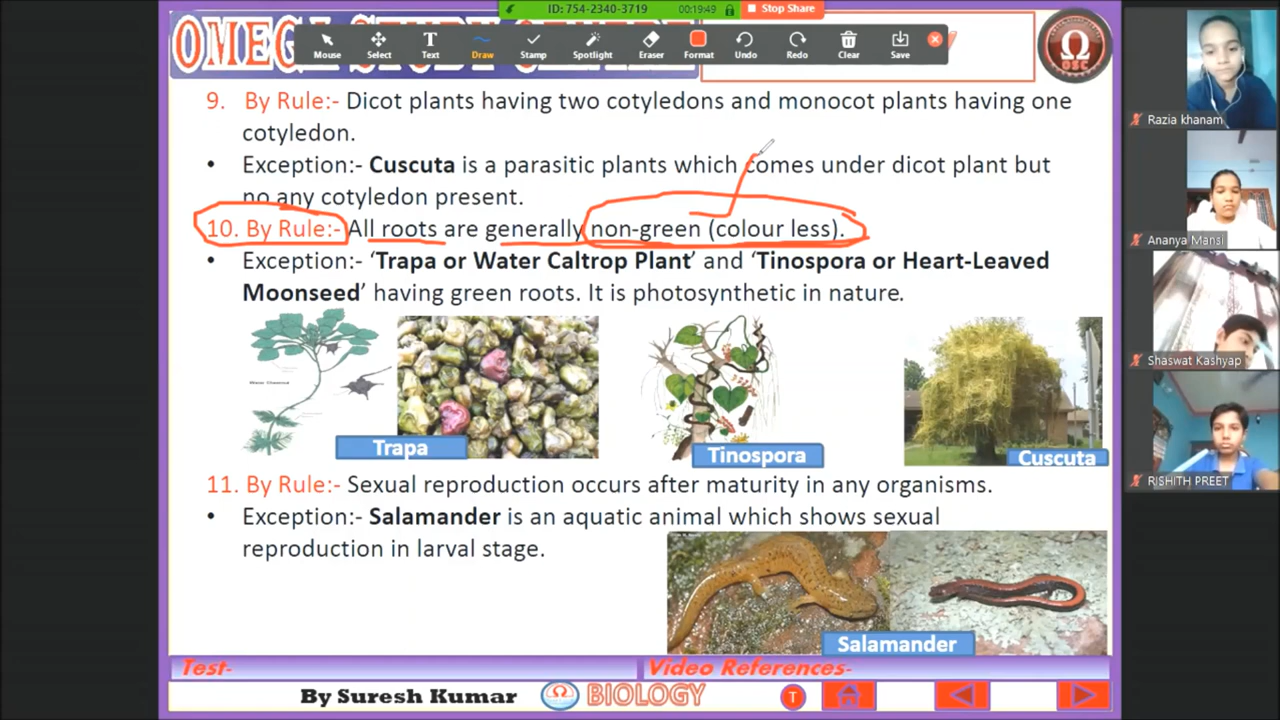 ID: 754-2340-3719 00:19:49 Stop Share
Mouse Select Text Draw Stamp Spotlight Eraser Format Undo Redo Clear Save
OSC
9. By Rule:- Dicot plants having two cotyledons and monocot plants having one
cotyledon.
• Exception:- Cuscuta is a parasitic plants which comes under dicot plant but
no any cotyledon present.
10. By Rule:- All roots are generally non-green (colour less).
• Exception:- ‘Trapa or Water Caltrop Plant’ and ‘Tinospora or Heart-Leaved
Moonseed’ having green roots. It is photosynthetic in nature.
Trapa
Tinospora
Cuscuta
11. By Rule:- Sexual reproduction occurs after maturity in any organisms.
• Exception:- Salamander is an aquatic animal which shows sexual
reproduction in larval stage.
Salamander
Test-
Video References-
By Suresh Kumar
BIOLOGY
T
Razia khanam
Ananya Mansi
Shaswat Kashyap
RISHITH PREET